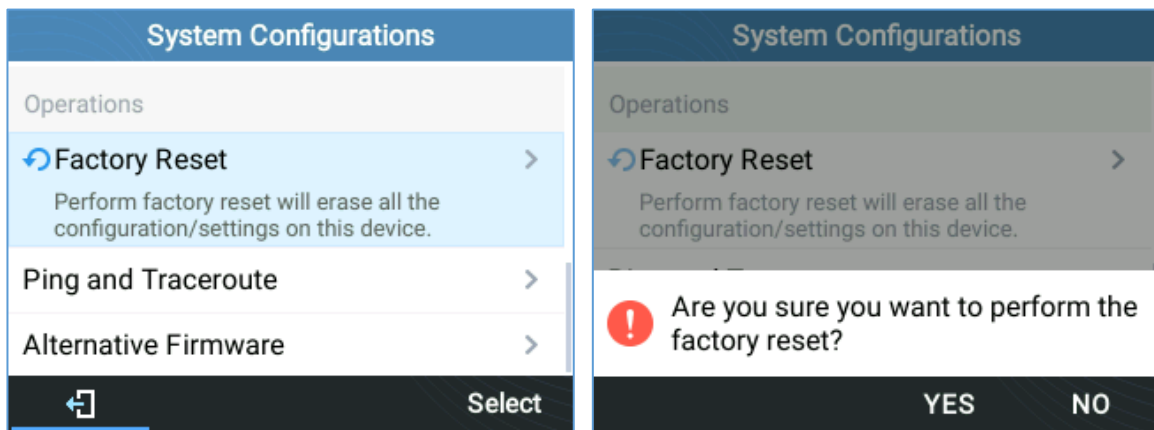 System Configurations
Operations
Factory Reset
Perform factory reset will erase all the
configuration/settings on this device.
Ping and Traceroute
Alternative Firmware
Select
System Configurations
Operations
Factory Reset
Perform factory reset will erase all the
configuration/settings on this device.
Are you sure you want to perform the
factory reset?
YES NO